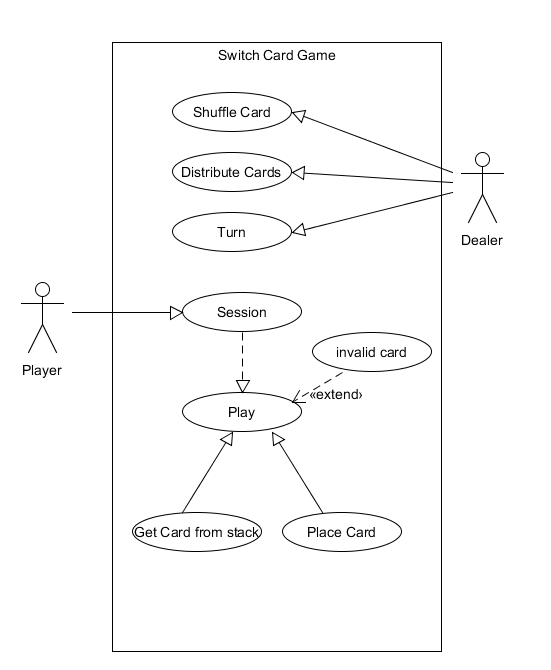 Switch Card Game
Shuffle Card
Distribute Cards
Turn
Dealer
Session
Player
invalid card
«extend»
Play
Get Card from stack
Place Card